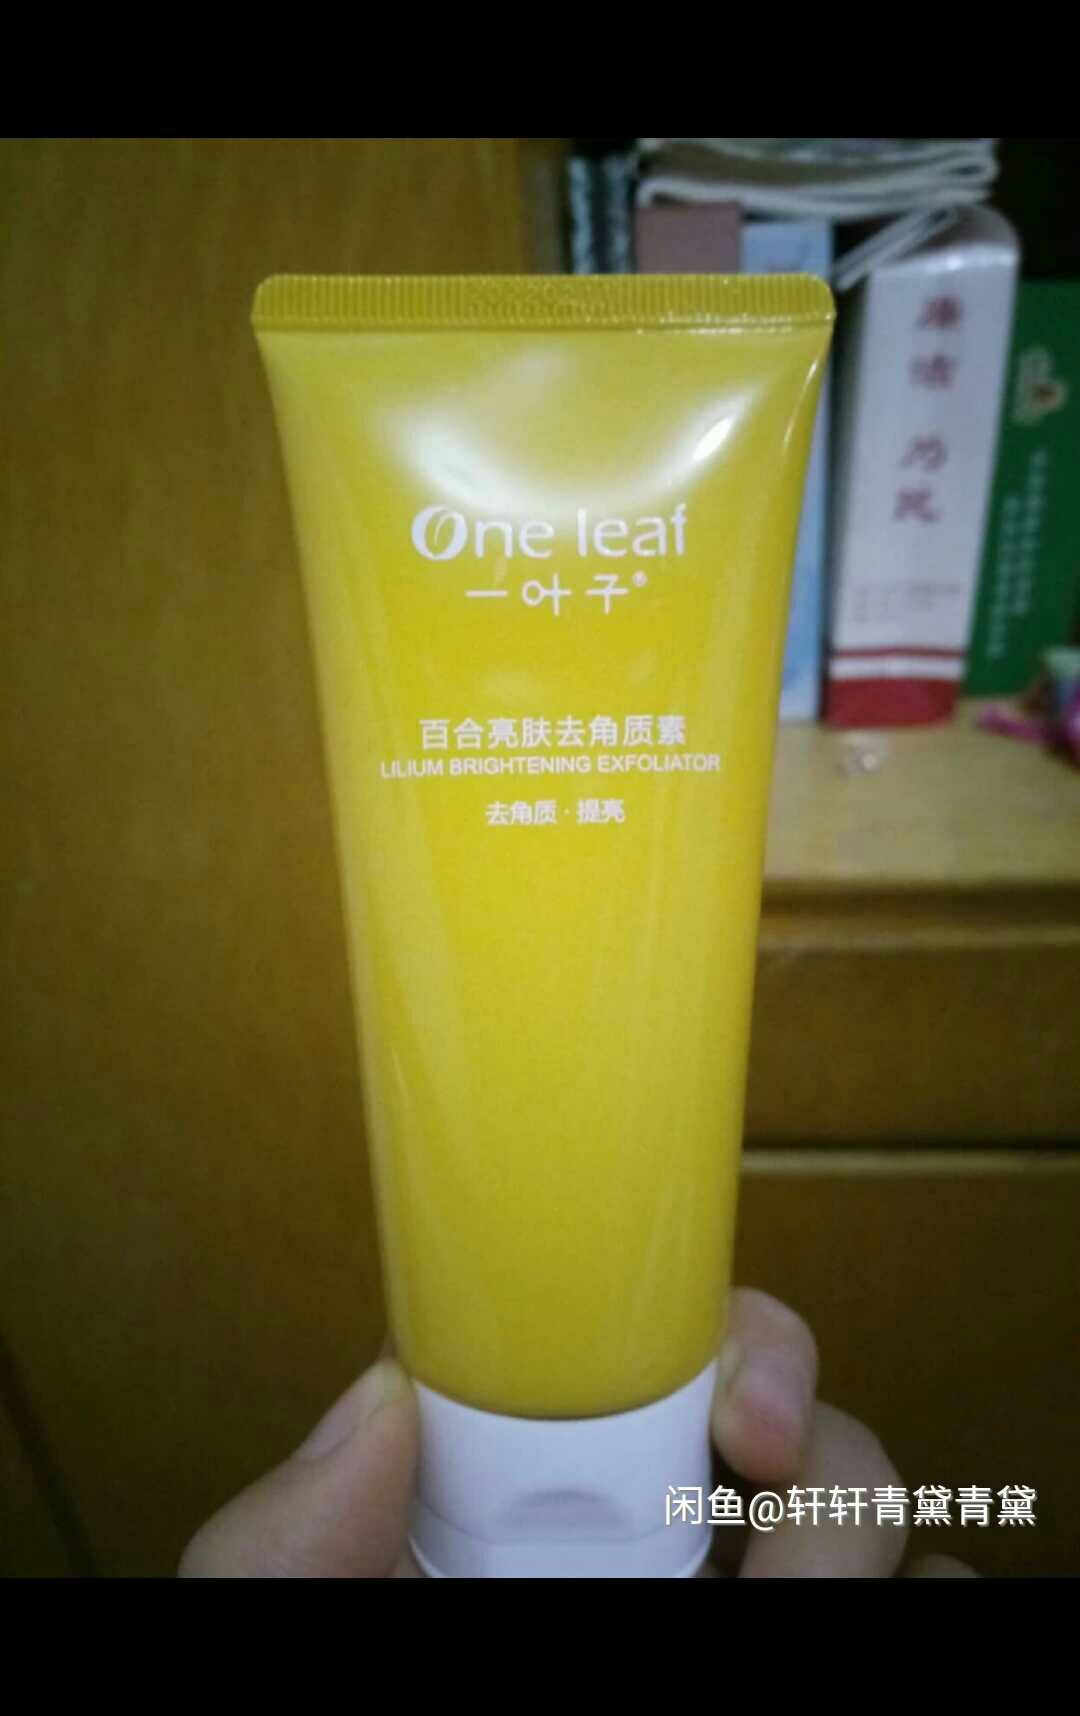 One leaf
一叶子®
百合亮肤去角质素
LILIUM BRIGHTENING EXFOLIATOR
去角质·提亮
闲鱼@轩轩青黛青黛